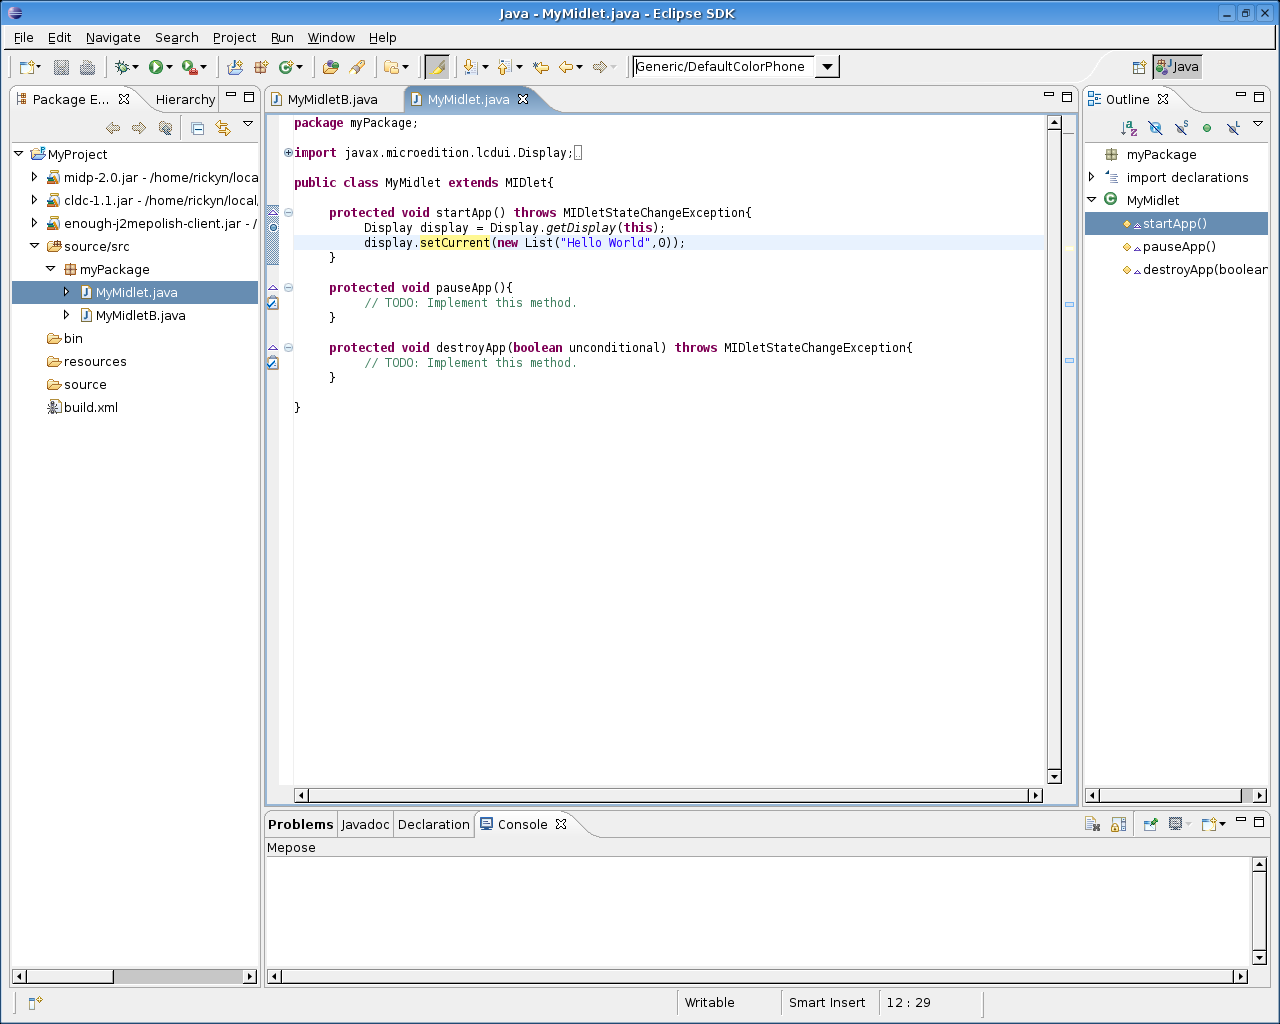 Java - MyMidlet.java - Eclipse SDK
File Edit Navigate Search Project Run Window Help
Generic/DefaultColorPhone
Java
Package E...
Hierarchy
MyProject
midp-2.0.jar - /home/rickyn/loca
cldc-1.1.jar - /home/rickyn/local
enough-j2mepolish-client.jar - /
source/src
myPackage
MyMidlet.java
MyMidletB.java
bin
resources
source
build.xml
MyMidletB.java
MyMidlet.java
package myPackage;
import javax.microedition.lcdui.Display;
public class MyMidlet extends MIDlet{
protected void startApp() throws MIDletStateChangeException{
Display display = Display.getDisplay(this);
display.setCurrent(new List("Hello World",0));
}
protected void pauseApp(){
// TODO: Implement this method.
}
protected void destroyApp(boolean unconditional) throws MIDletStateChangeException{
// TODO: Implement this method.
}
}
Outline
myPackage
import declarations
MyMidlet
startApp()
pauseApp()
destroyApp(boolean
Problems Javadoc Declaration Console
Mepose
Writable
Smart Insert
12 : 29